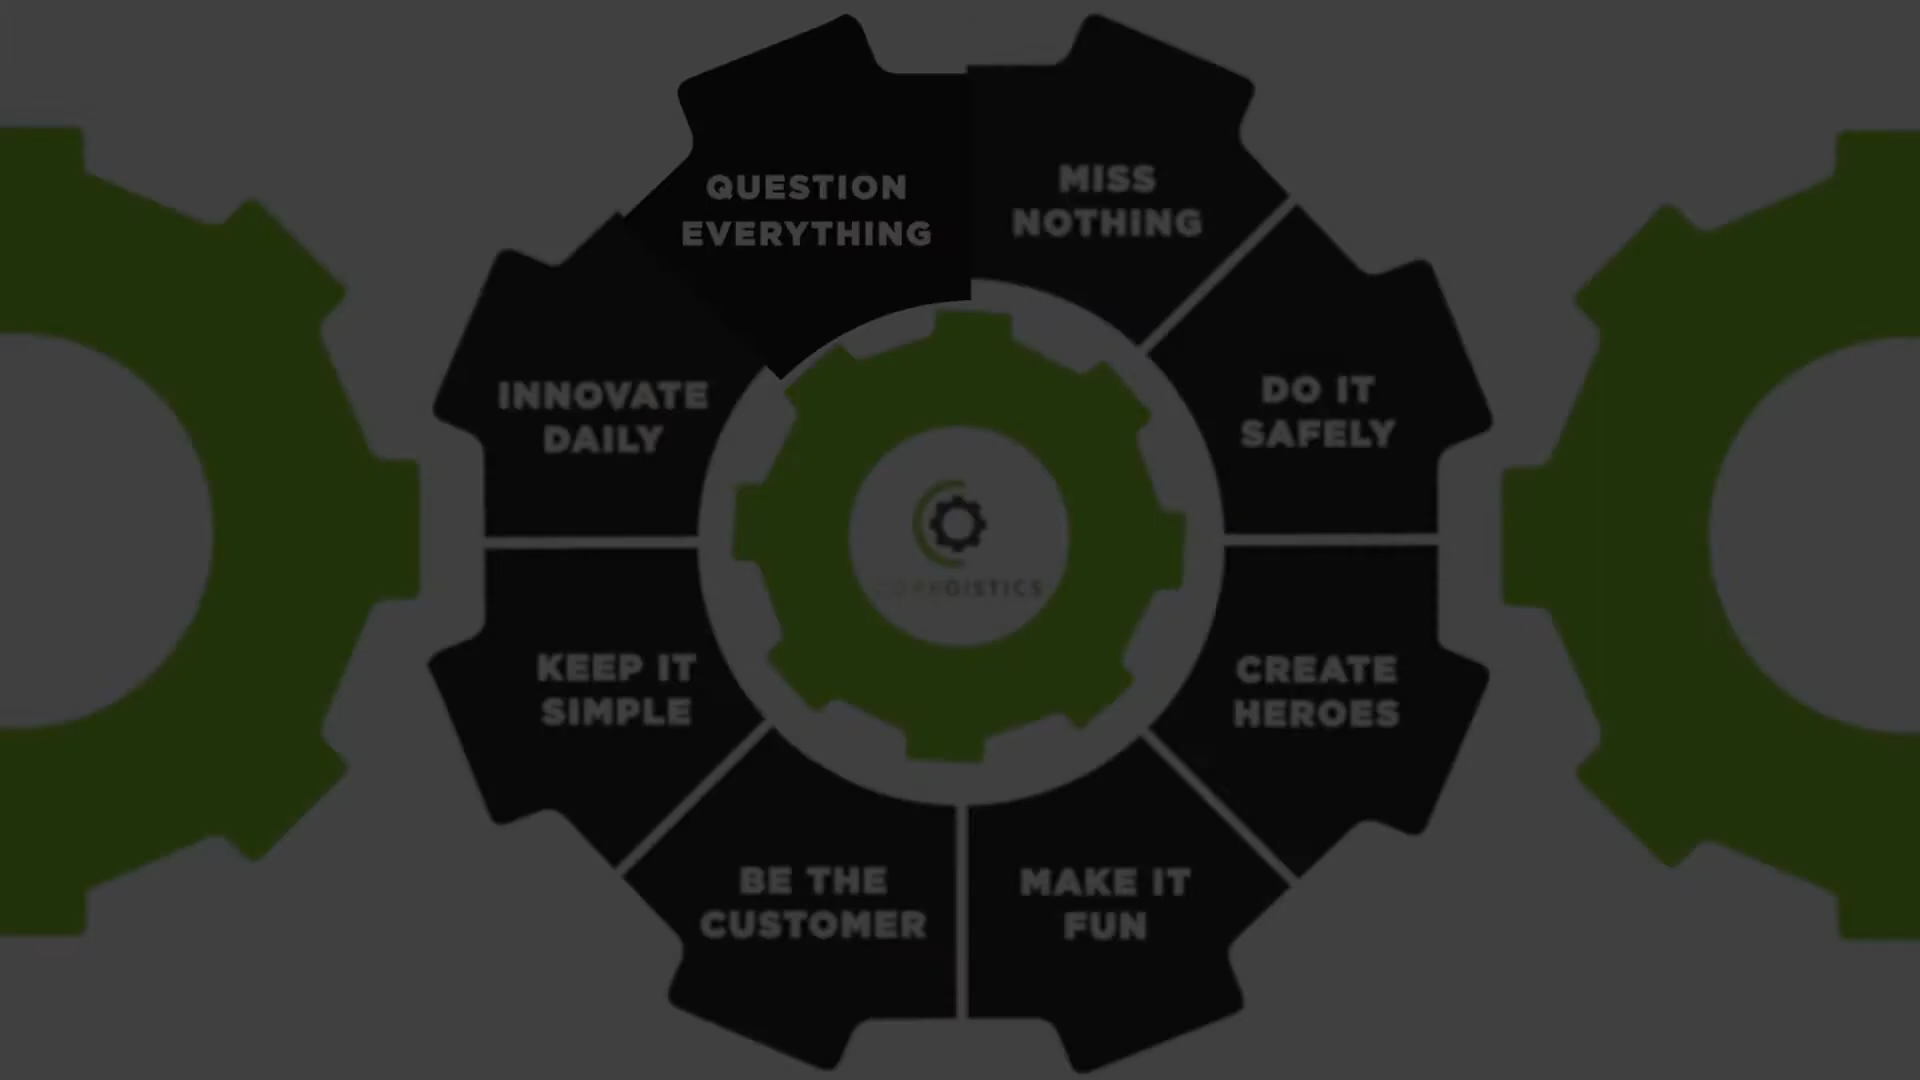 QUESTION
EVERYTHING
MISS
NOTHING
DO IT
SAFELY
CREATE
HEROES
MAKE IT
FUN
BE THE
CUSTOMER
KEEP IT
SIMPLE
INNOVATE
DAILY
COREGISTICS